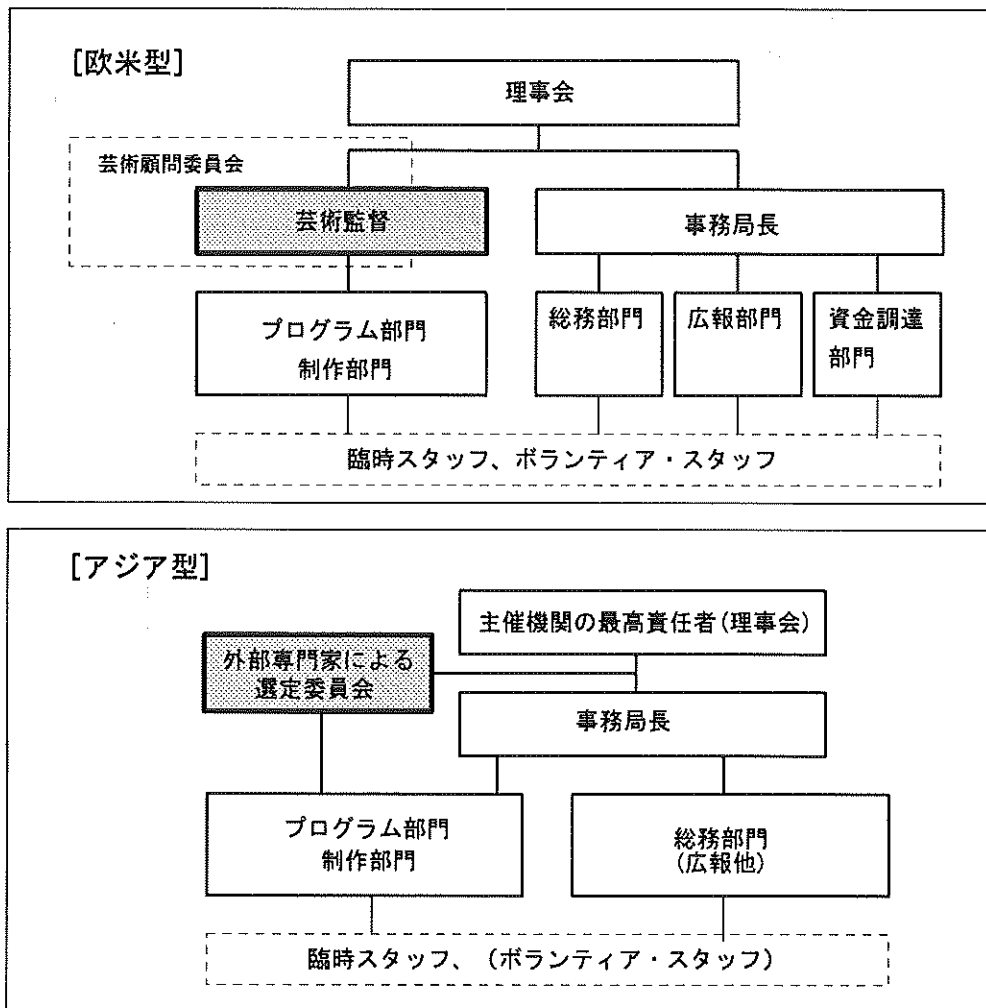 [欧米型]
理事会
芸術顧問委員会
芸術監督
事務局長
プログラム部門
制作部門
総務部門
広報部門
資金調達
部門
臨時スタッフ、ボランティア・スタッフ
[アジア型]
主催機関の最高責任者(理事会)
外部専門家による
選定委員会
事務局長
プログラム部門
制作部門
総務部門
(広報他)
臨時スタッフ、(ボランティア・スタッフ)